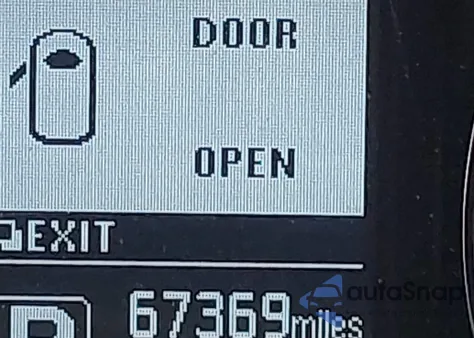 DOOR
OPEN
EXIT
67369miles
P
autoSnap